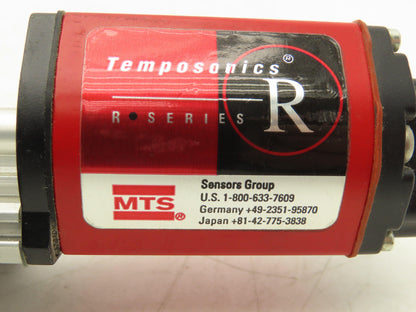 Temposonics®
R
R•SERIES
MTS®
Sensors Group
U.S. 1-800-633-7609
Germany +49-2351-95870
Japan +81-42-775-3838